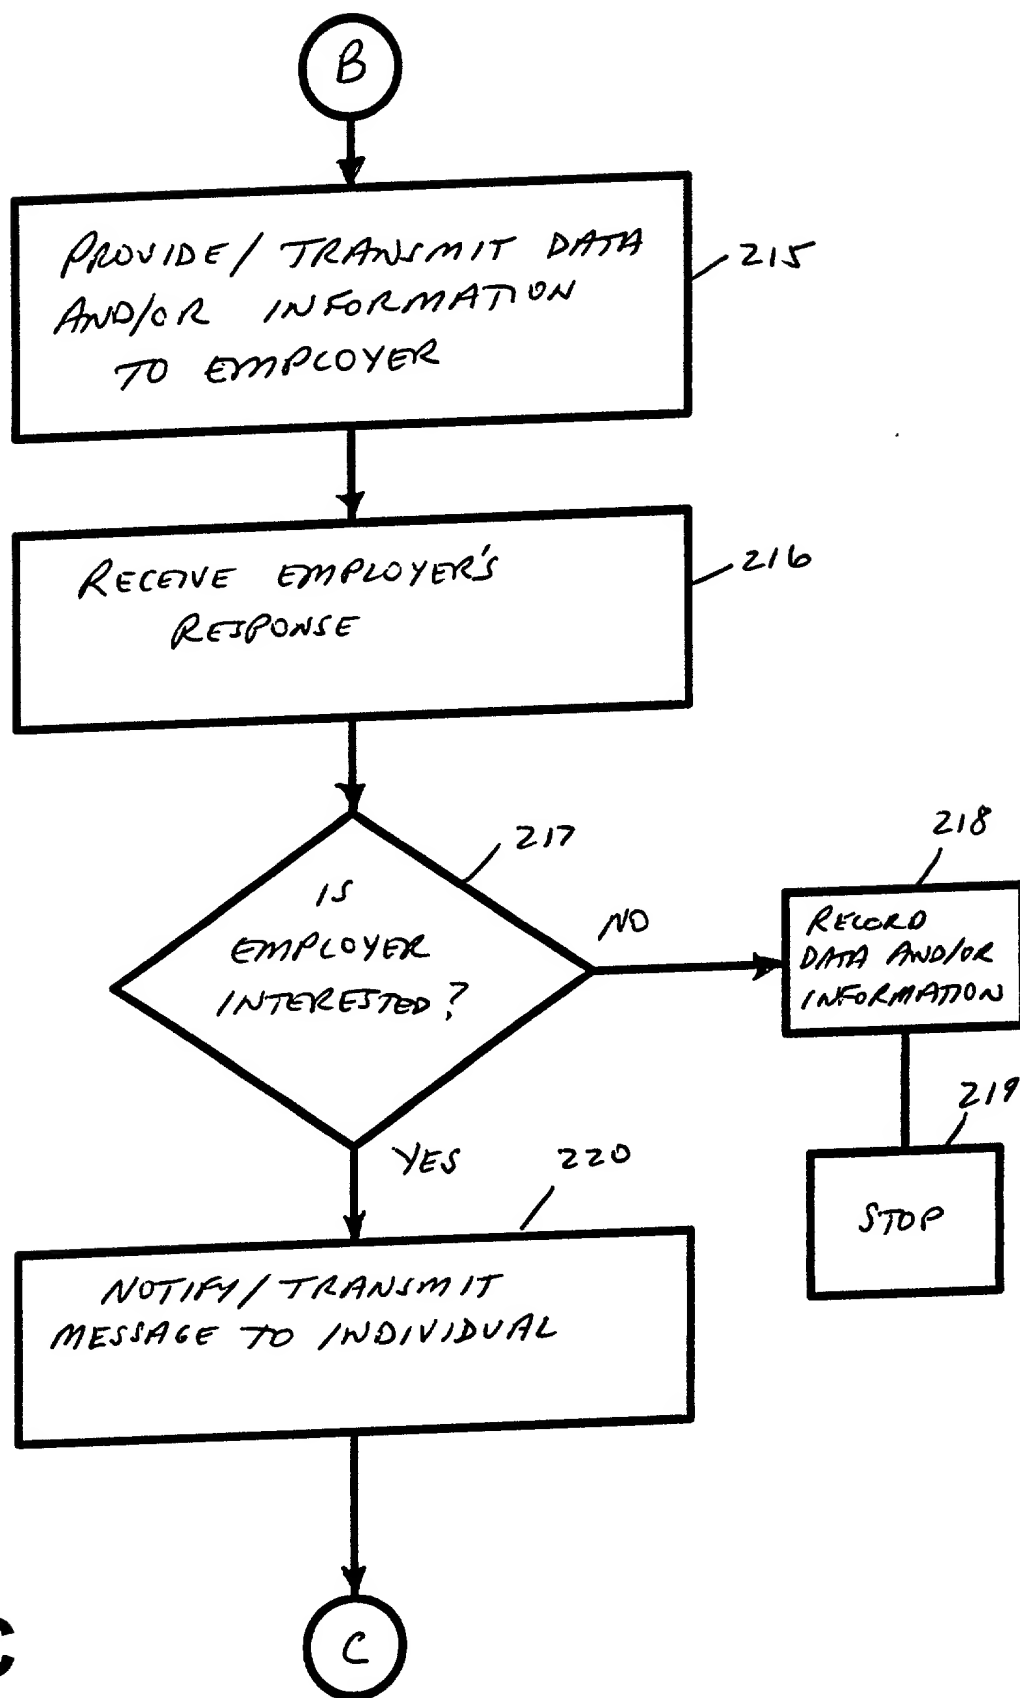 B
PROVIDE/TRANSMIT DATA
AND/OR INFORMATION
TO EMPLOYER
215
RECEIVE EMPLOYER'S
RESPONSE
216
217
IS
EMPLOYER
INTERESTED?
NO
218
RECORD
DATA AND/OR
INFORMATION
219
STOP
YES
220
NOTIFY/TRANSMIT
MESSAGE TO INDIVIDUAL
C
C